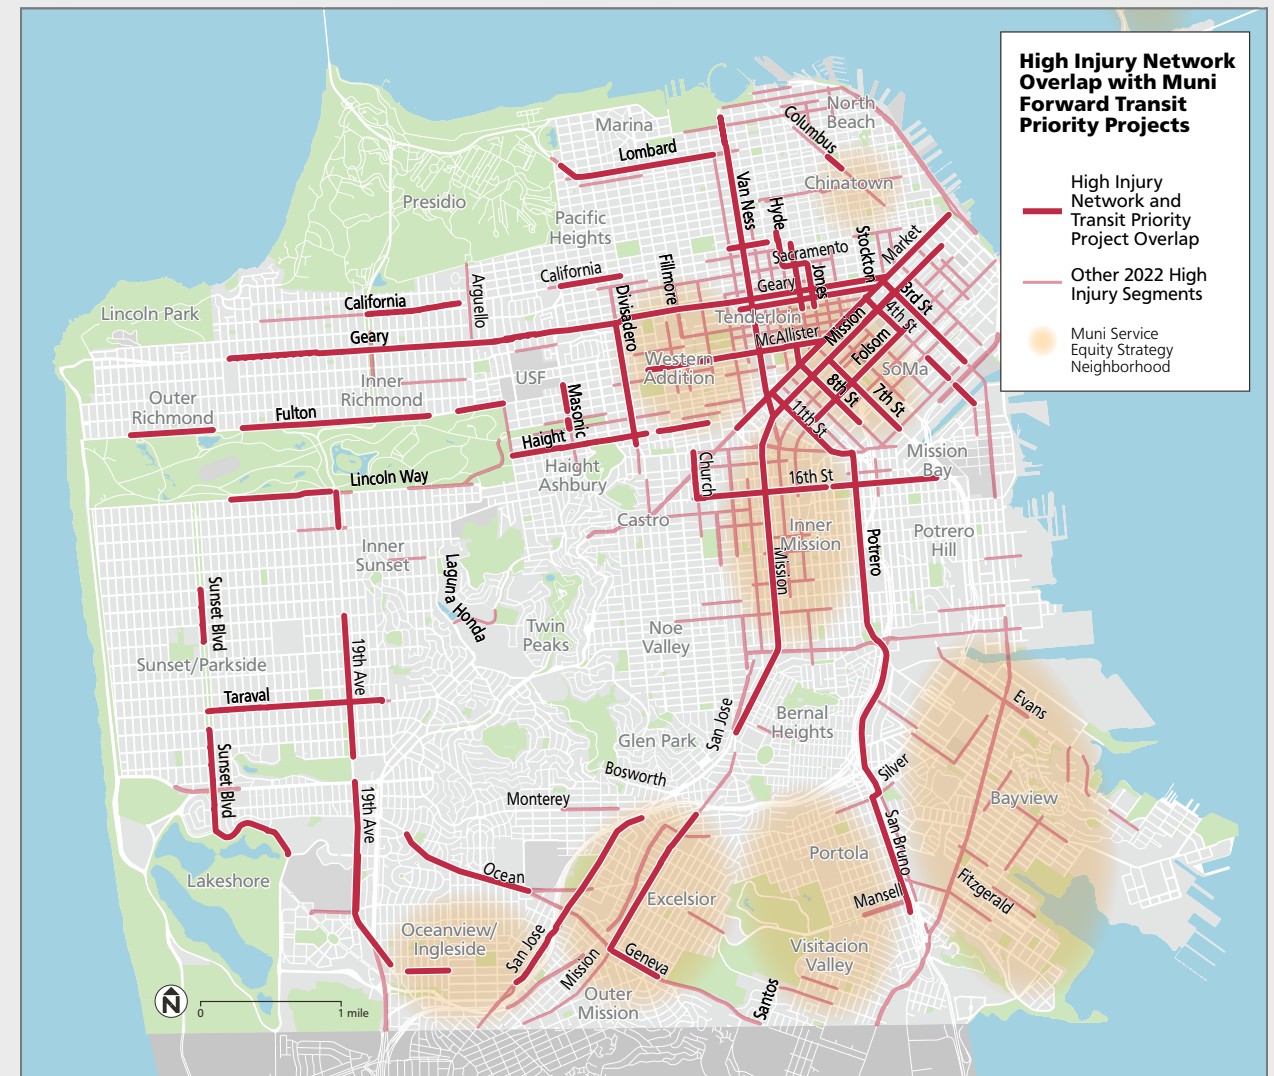 High Injury Network
Overlap with Muni
Forward Transit
Priority Projects
High Injury
Network and
Transit Priority
Project Overlap
Other 2022 High
Injury Segments
Muni Service
Equity Strategy
Neighborhood
North
Beach
Columbus
Marina
Lombard
Chinatown
Presidio
Van Ness
Hyde
Pacific
Heights
Stockton
Market
Sacramento
California
Fillmore
Jones
Arguello
Geary
California
Divisadero
3rd St
Lincoln Park
Tenderloin
4th St
Geary
McAllister
Mission
Folsom
Western
Addition
SoMa
USF
Inner
Richmond
Outer
Richmond
Masonic
8th St
7th St
Fulton
11th St
Haight
Mission
Bay
Haight
Ashbury
Church
Lincoln Way
16th St
Castro
Inner
Mission
Potrero
Hill
Inner
Sunset
Potrero
Mission
Laguna Honda
Sunset Blvd
Twin
Peaks
Noe
Valley
19th Ave
Sunset/Parkside
Taraval
Evans
San Jose
Bernal
Heights
Glen Park
Sunset Blvd
Bosworth
Silver
Monterey
Bayview
19th Ave
San Bruno
Portola
Ocean
Lakeshore
Excelsior
Mansell
Fitzgerald
Oceanview/
Ingleside
San Jose
Visitacion
Valley
Mission
Geneva
Santos
Outer
Mission
N
0
1 mile